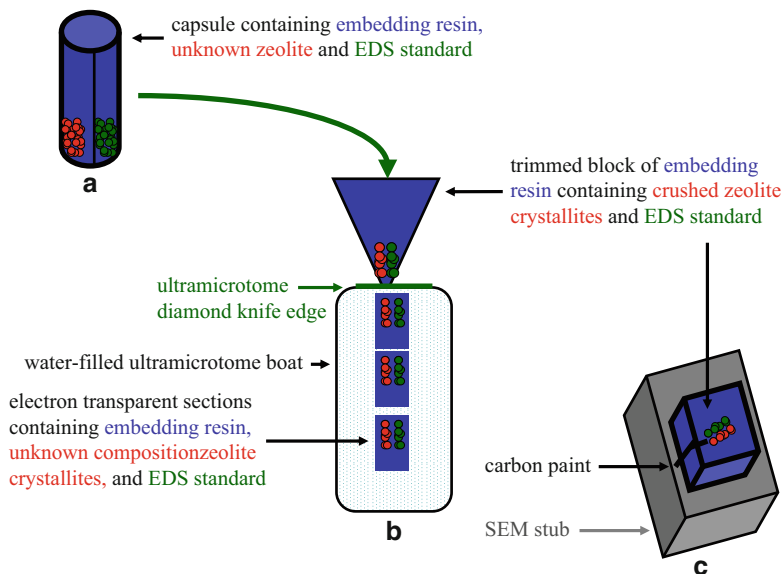 capsule containing embedding resin,
unknown zeolite and EDS standard
a
trimmed block of embedding
resin containing crushed zeolite
crystallites and EDS standard
ultramicrotome
diamond knife edge
water-filled ultramicrotome boat
electron transparent sections
containing embedding resin,
unknown compositionzeolite
crystallites, and EDS standard
b
carbon paint
SEM stub
c